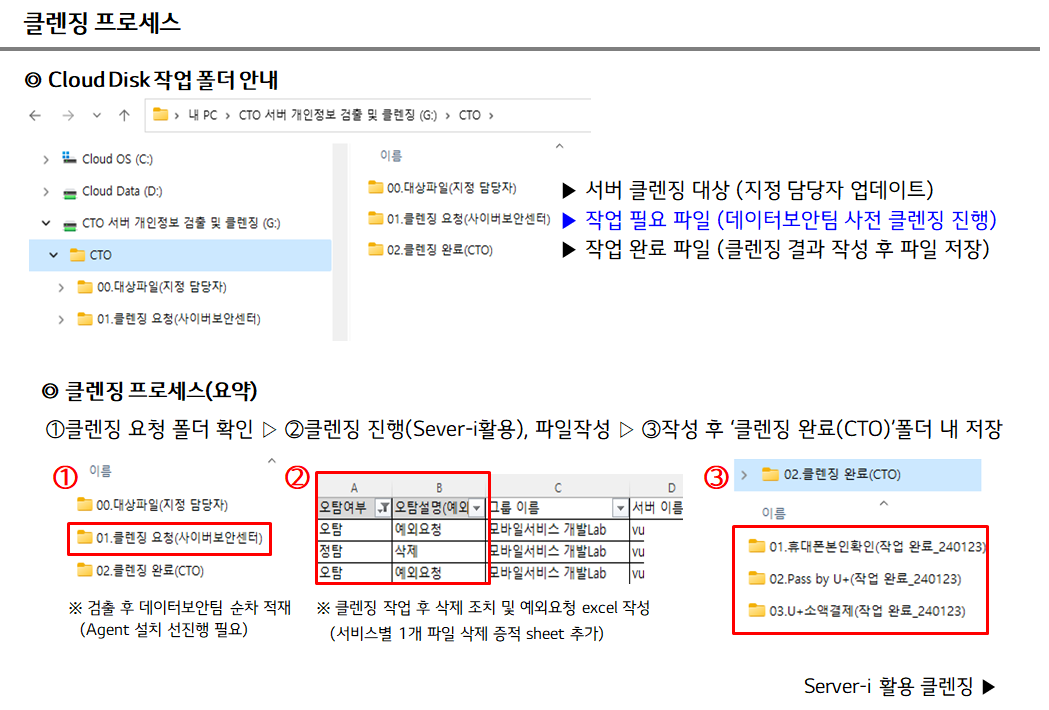 클렌징 프로세스
◎ Cloud Disk 작업 폴더 안내
내 PC > CTO 서버 개인정보 검출 및 클렌징 (G:) > CTO >
Cloud OS (C:)
Cloud Data (D:)
CTO 서버 개인정보 검출 및 클렌징 (G:)
CTO
00.대상파일(지정 담당자)
01.클렌징 요청(사이버보안센터)
이름
00.대상파일(지정 담당자) ▶ 서버 클렌징 대상 (지정 담당자 업데이트)
01.클렌징 요청(사이버보안센터) ▶ 작업 필요 파일 (데이터보안팀 사전 클렌징 진행)
02.클렌징 완료(CTO) ▶ 작업 완료 파일 (클렌징 결과 작성 후 파일 저장)
◎ 클렌징 프로세스(요약)
①클렌징 요청 폴더 확인 ▷ ②클렌징 진행(Sever-i활용), 파일작성 ▷ ③작성 후 ‘클렌징 완료(CTO)’폴더 내 저장
① 이름
00.대상파일(지정 담당자)
01.클렌징 요청(사이버보안센터)
02.클렌징 완료(CTO)
※ 검출 후 데이터보안팀 순차 적재
(Agent 설치 선진행 필요)
②
A B C D
오탐여부 오탐설명(예외 그룹 이름 서버 이름
오탐 예외요청 모바일서비스 개발Lab vu
정탐 삭제 모바일서비스 개발Lab vu
오탐 예외요청 모바일서비스 개발Lab vu
※ 클렌징 작업 후 삭제 조치 및 예외요청 excel 작성
(서비스별 1개 파일 삭제 증적 sheet 추가)
③ 02.클렌징 완료(CTO)
이름
01.휴대폰본인확인(작업 완료_240123)
02.Pass by U+(작업 완료_240123)
03.U+소액결제(작업 완료_240123)
Server-i 활용 클렌징 ▶